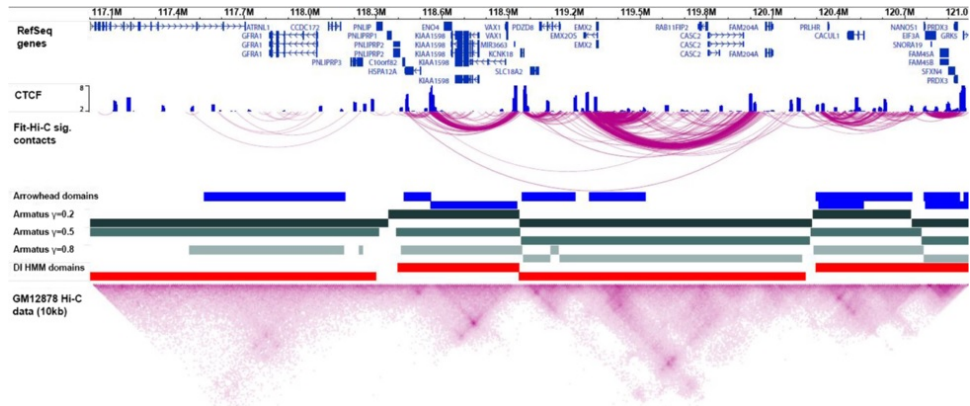 117.1M 117.4M 117.7M 118.0M 118.3M 118.6M 118.9M 119.2M 119.5M 119.8M 120.1M 120.4M 120.7M 121.0
RefSeq genes
ATRNL1 CCDC172 PNLIP ENO4 VAX1 PDZD8 EMX2 RAB11FIP2 FAM204A PRLHR NANOS1 PRDX3
GFRA1 PNLIPRP1 KIAA1598 VAX1 EMX2OS CASC2 CACUL1 EIF3A GRK5
GFRA1 PNLIPRP2 KIAA1598 MIR3663 EMX2 CASC2 FAM204A SNORA19
GFRA1 PNLIPRP2 KIAA1598 KCNK18 CASC2 FAM204A FAM45A
PNLIPRP3 C10orf82 KIAA1598 FAM45B
HSPA12A SLC18A2 SFXN4
KIAA1598 PRDX3
CTCF
8
2
Fit-Hi-C sig.
contacts
Arrowhead domains
Armatus γ=0.2
Armatus γ=0.5
Armatus γ=0.8
DI HMM domains
GM12878 Hi-C
data (10kb)